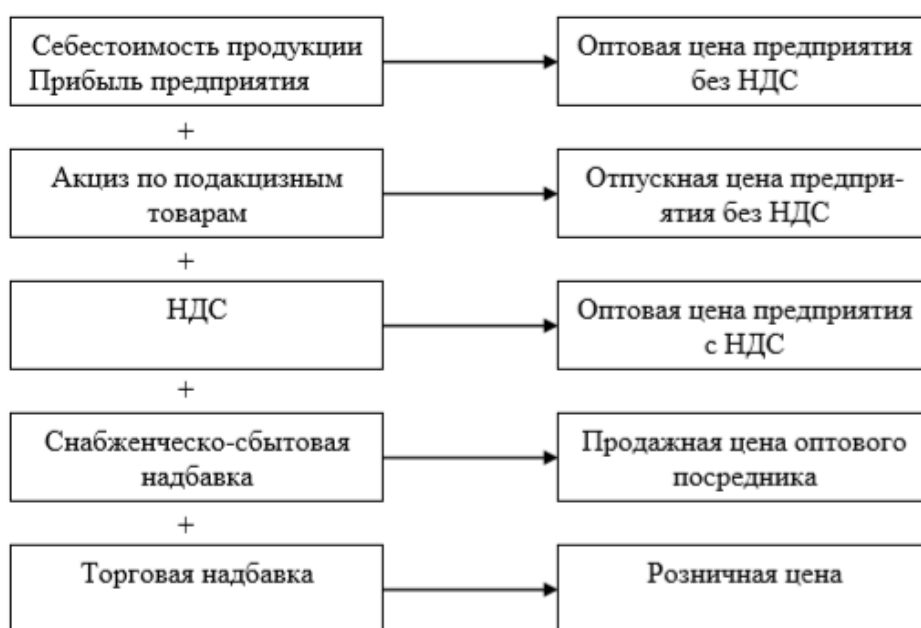 Себестоимость продукции
Прибыль предприятия
Оптовая цена предприятия
без НДС
+
Акциз по подакцизным
товарам
Отпускная цена предпри-
ятия без НДС
+
НДС
Оптовая цена предприятия
с НДС
+
Снабженческо-сбытовая
надбавка
Продажная цена оптового
посредника
+
Торговая надбавка
Розничная цена